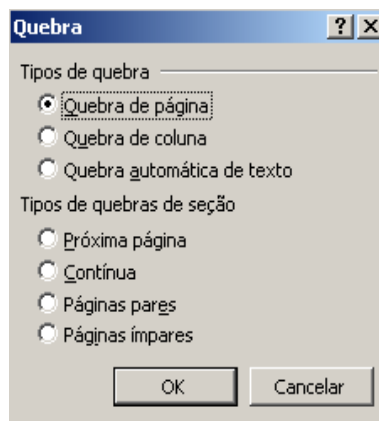 Quebra
Tipos de quebra
Quebra de página
Quebra de coluna
Quebra automática de texto
Tipos de quebras de seção
Próxima página
Contínua
Páginas pares
Páginas ímpares
OK Cancelar